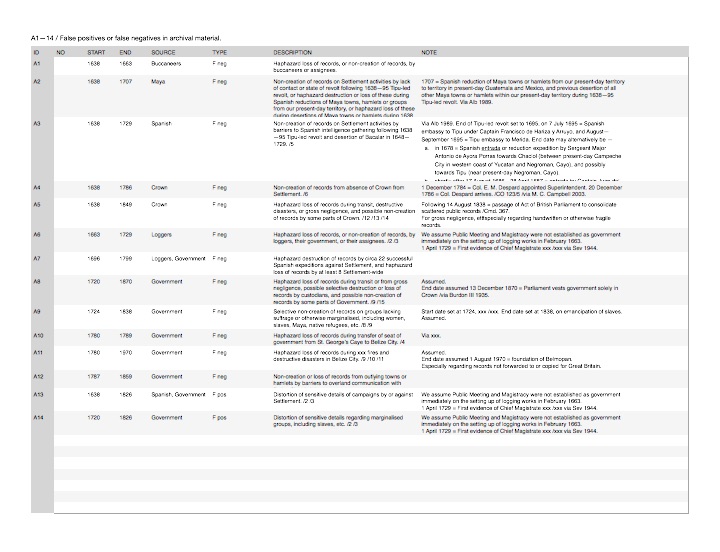 A1—14 / False positives or false negatives in archival material.
ID NO START END SOURCE TYPE DESCRIPTION NOTE
A1 1638 1663 Buccaneers F neg Haphazard loss of records, or non-creation of records, by
buccaneers or assignees.
A2 1638 1707 Maya F neg Non-creation of records on Settlement activities by lack
of contact or state of revolt following 1638—95 Tipu-led
revolt, or haphazard destruction or loss of these during
Spanish reductions of Maya towns, hamlets or groups
from our present-day territory, or haphazard loss of these
during desertions of Maya towns or hamlets during 1638
1707 = Spanish reduction of Maya towns or hamlets from our present-day territory
to territory in present-day Guatemala and Mexico, and previous desertion of all
other Maya towns or hamlets within our present-day territory during 1638—95
Tipu-led revolt. Via Alb 1989.
A3 1638 1729 Spanish F neg Non-creation of records on Settlement activities by
barriers to Spanish intelligence gathering following 1638
—95 Tipu-led revolt and desertion of Bacalar in 1648—
1729. /5
Via Alb 1989. End of Tipu-led revolt set to 1695, on 7 July 1695 = Spanish
embassy to Tipu under Captain Francisco de Hariza y Arruyo, and August—
September 1695 = Tipu embassy to Merida. End date may alternatively be —
a. in 1678 = Spanish entrada or reduction expedition by Sergeant Major
Antonio de Ayora Porras towards Chaclol (between present-day Campeche
City in western coast of Yucatan and Negroman, Cayo), and possibly
towards Tipu (near present-day Negroman, Cayo).
A4 1638 1786 Crown F neg Non-creation of records from absence of Crown from
Settlement. /6
1 December 1784 = Col. E. M. Despard appointed Superintendent. 20 December
1786 = Col. Despard arrives. /CO 123/5 /via M. C. Campbell 2003.
A5 1638 1849 Crown F neg Haphazard loss of records during transit, destructive
disasters, or gross negligence, and possible non-creation
of records by some parts of Crown. /12 /13 /14
Following 14 August 1838 = passage of Act of British Parliament to consolidate
scattered public records /Cmd. 367.
For gross negligence, effespecially regarding handwritten or otherwise fragile
records.
A6 1663 1729 Loggers F neg Haphazard loss of records, or non-creation of records, by
loggers, their government, or their assignees. /2 /3
We assume Public Meeting and Magistracy were not established as government
immediately on the setting up of logging works in February 1663.
1 April 1729 = First evidence of Chief Magistrate xxx /xxx via Sev 1944.
A7 1696 1799 Loggers, Government F neg Haphazard destruction of records by circa 22 successful
Spanish expeditions against Settlement, and haphazard
loss of records by at least 8 Settlement-wide
A8 1720 1870 Government F neg Haphazard loss of records during transit or from gross
negligence, possible selective destruction or loss of
records by custodians, and possible non-creation of
records by some parts of Government. /9 /15
Assumed.
End date assumed 13 December 1870 = Parliament vests government solely in
Crown /via Burdon III 1935.
A9 1724 1838 Government F neg Selective non-creation of records on groups lacking
suffrage or otherwise marginalised, including women,
slaves, Maya, native refugees, etc. /8 /9
Start date set at 1724, xxx /xxx. End date set at 1838, on emancipation of slaves.
Assumed.
A10 1780 1789 Government F neg Haphazard loss of records during transfer of seat of
government from St. George's Caye to Belize City. /4
Via xxx.
A11 1780 1970 Government F neg Haphazard loss of records during xxx fires and
destructive disasters in Belize City. /9 /10 /11
Assumed.
End date assumed 1 August 1970 = foundation of Belmopan.
Especially regarding records not forwarded to or copied for Great Britain.
A12 1787 1859 Government F neg Non-creation or loss of records from outlying towns or
hamlets by barriers to overland communication with
A13 1638 1826 Spanish, Government F pos Distortion of sensitive details of campaigns by or against
Settlement. /2 /3
We assume Public Meeting and Magistracy were not established as government
immediately on the setting up of logging works in February 1663.
1 April 1729 = First evidence of Chief Magistrate xxx /xxx via Sev 1944.
A14 1720 1826 Government F pos Distortion of sensitive details regarding marginalised
groups, including slaves, etc. /2 /3
We assume Public Meeting and Magistracy were not established as government
immediately on the setting up of logging works in February 1663.
1 April 1729 = First evidence of Chief Magistrate xxx /xxx via Sev 1944.